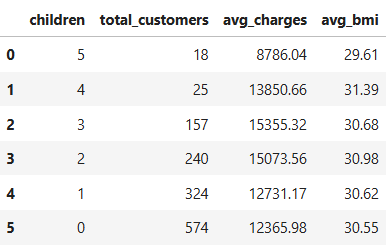 children total_customers avg_charges avg_bmi
0 5 18 8786.04 29.61
1 4 25 13850.66 31.39
2 3 157 15355.32 30.68
3 2 240 15073.56 30.98
4 1 324 12731.17 30.62
5 0 574 12365.98 30.55